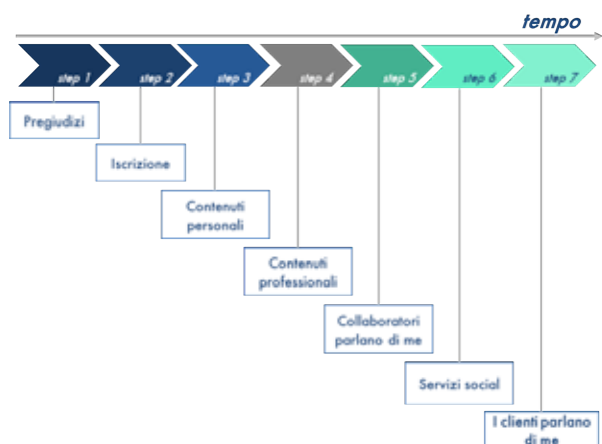 tempo
step 1
step 2
step 3
step 4
step 5
step 6
step 7
Pregiudizi
Iscrizione
Contenuti
personali
Contenuti
professionali
Collaboratori
parlano di me
Servizi social
I clienti parlano
di me